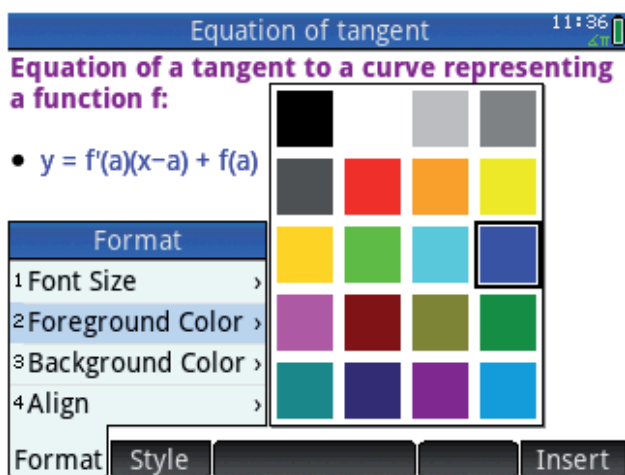 Equation of tangent 11:36
∡π
Equation of a tangent to a curve representing
a function f:
• y = f'(a)(x−a) + f(a)
Format
1 Font Size ›
2 Foreground Color ›
3 Background Color ›
4 Align ›
Format Style Insert